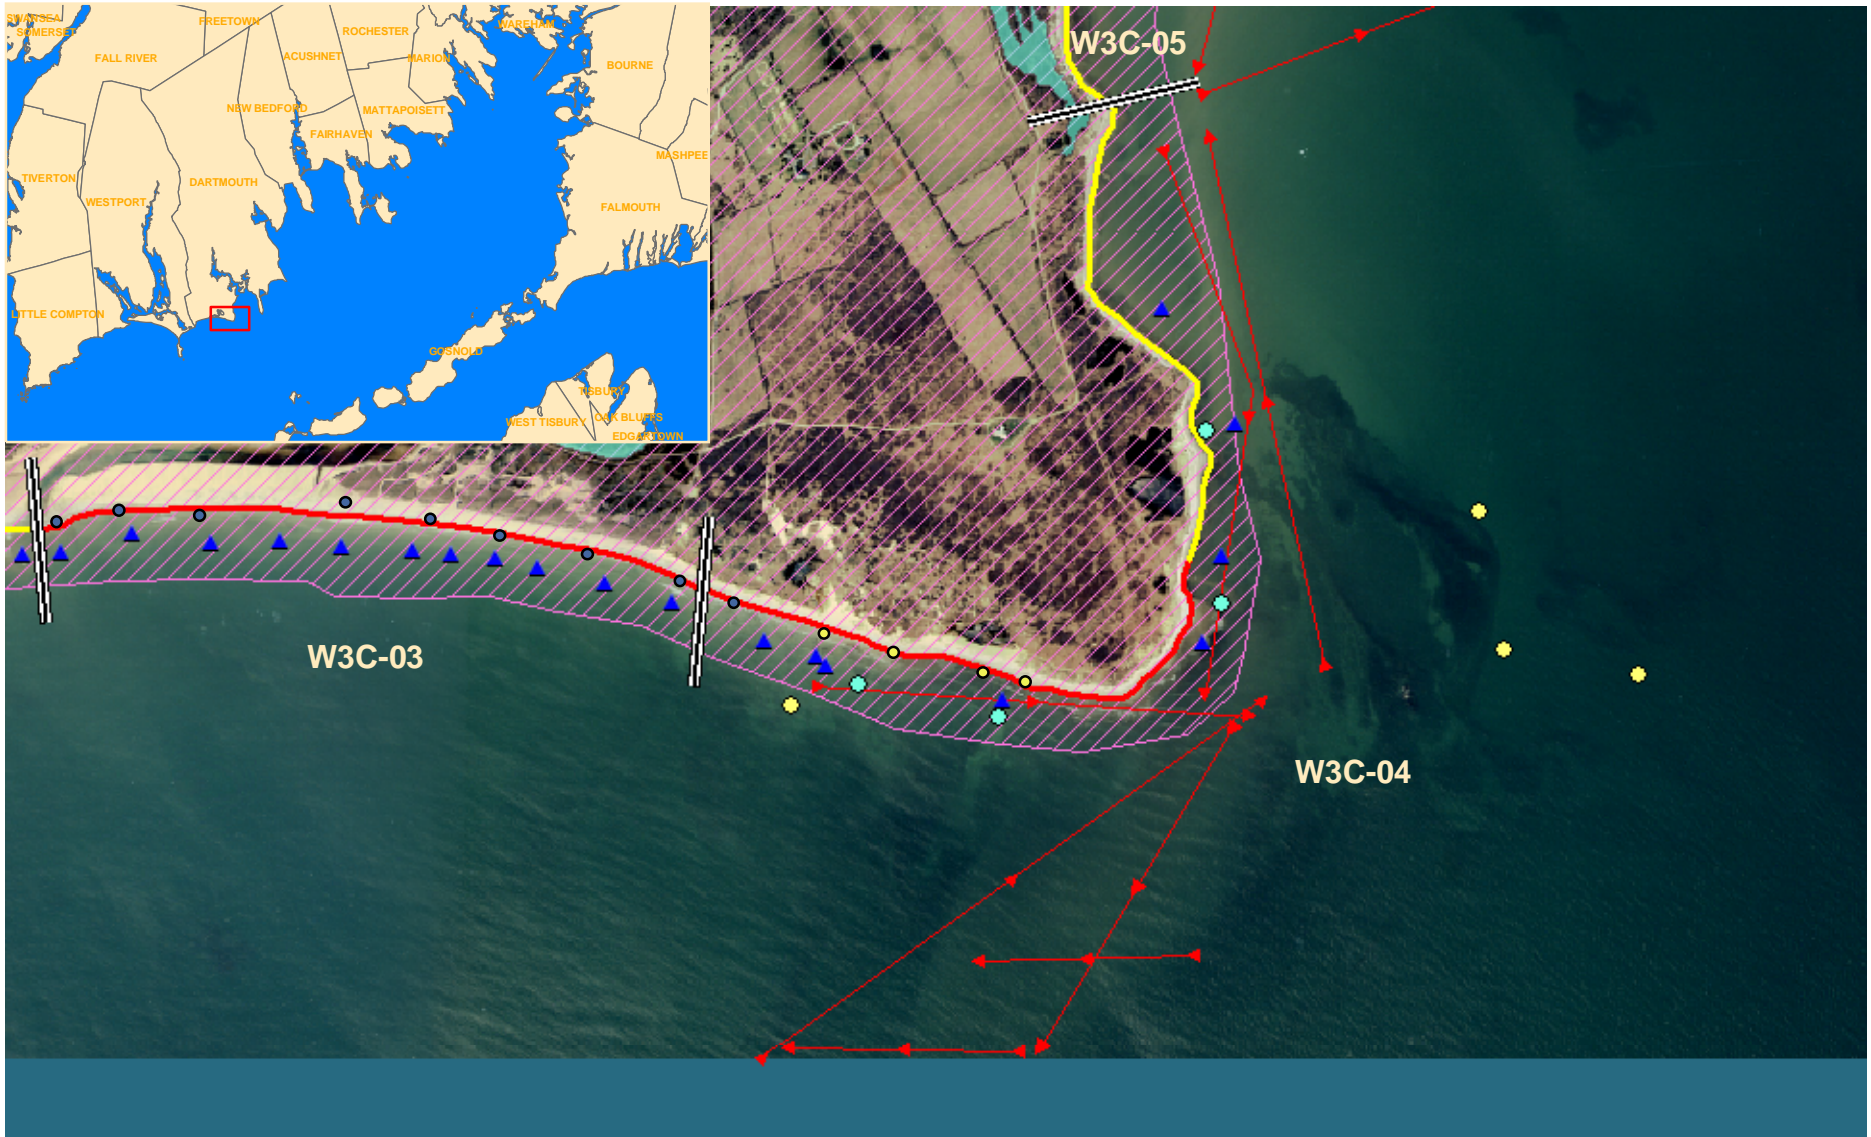 SWANSEA
SOMERSET
FREETOWN
ROCHESTER
WAREHAM
FALL RIVER
ACUSHNET
MARION
BOURNE
NEW BEDFORD
MATTAPOISETT
FAIRHAVEN
MASHPEE
TIVERTON
DARTMOUTH
WESTPORT
FALMOUTH
LITTLE COMPTON
GOSNOLD
TISBURY
WEST TISBURY
OAK BLUFFS
EDGARTOWN
W3C-05
W3C-03
W3C-04